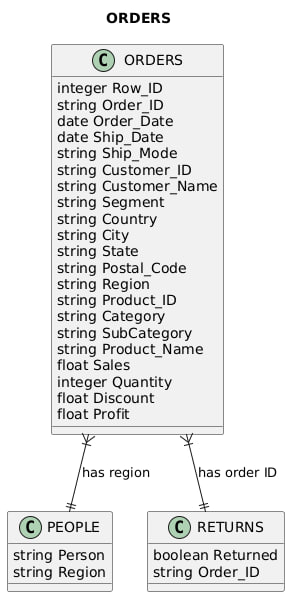 ORDERS
C ORDERS
integer Row_ID
string Order_ID
date Order_Date
date Ship_Date
string Ship_Mode
string Customer_ID
string Customer_Name
string Segment
string Country
string City
string State
string Postal_Code
string Region
string Product_ID
string Category
string SubCategory
string Product_Name
float Sales
integer Quantity
float Discount
float Profit
has region
has order ID
C PEOPLE
string Person
string Region
C RETURNS
boolean Returned
string Order_ID